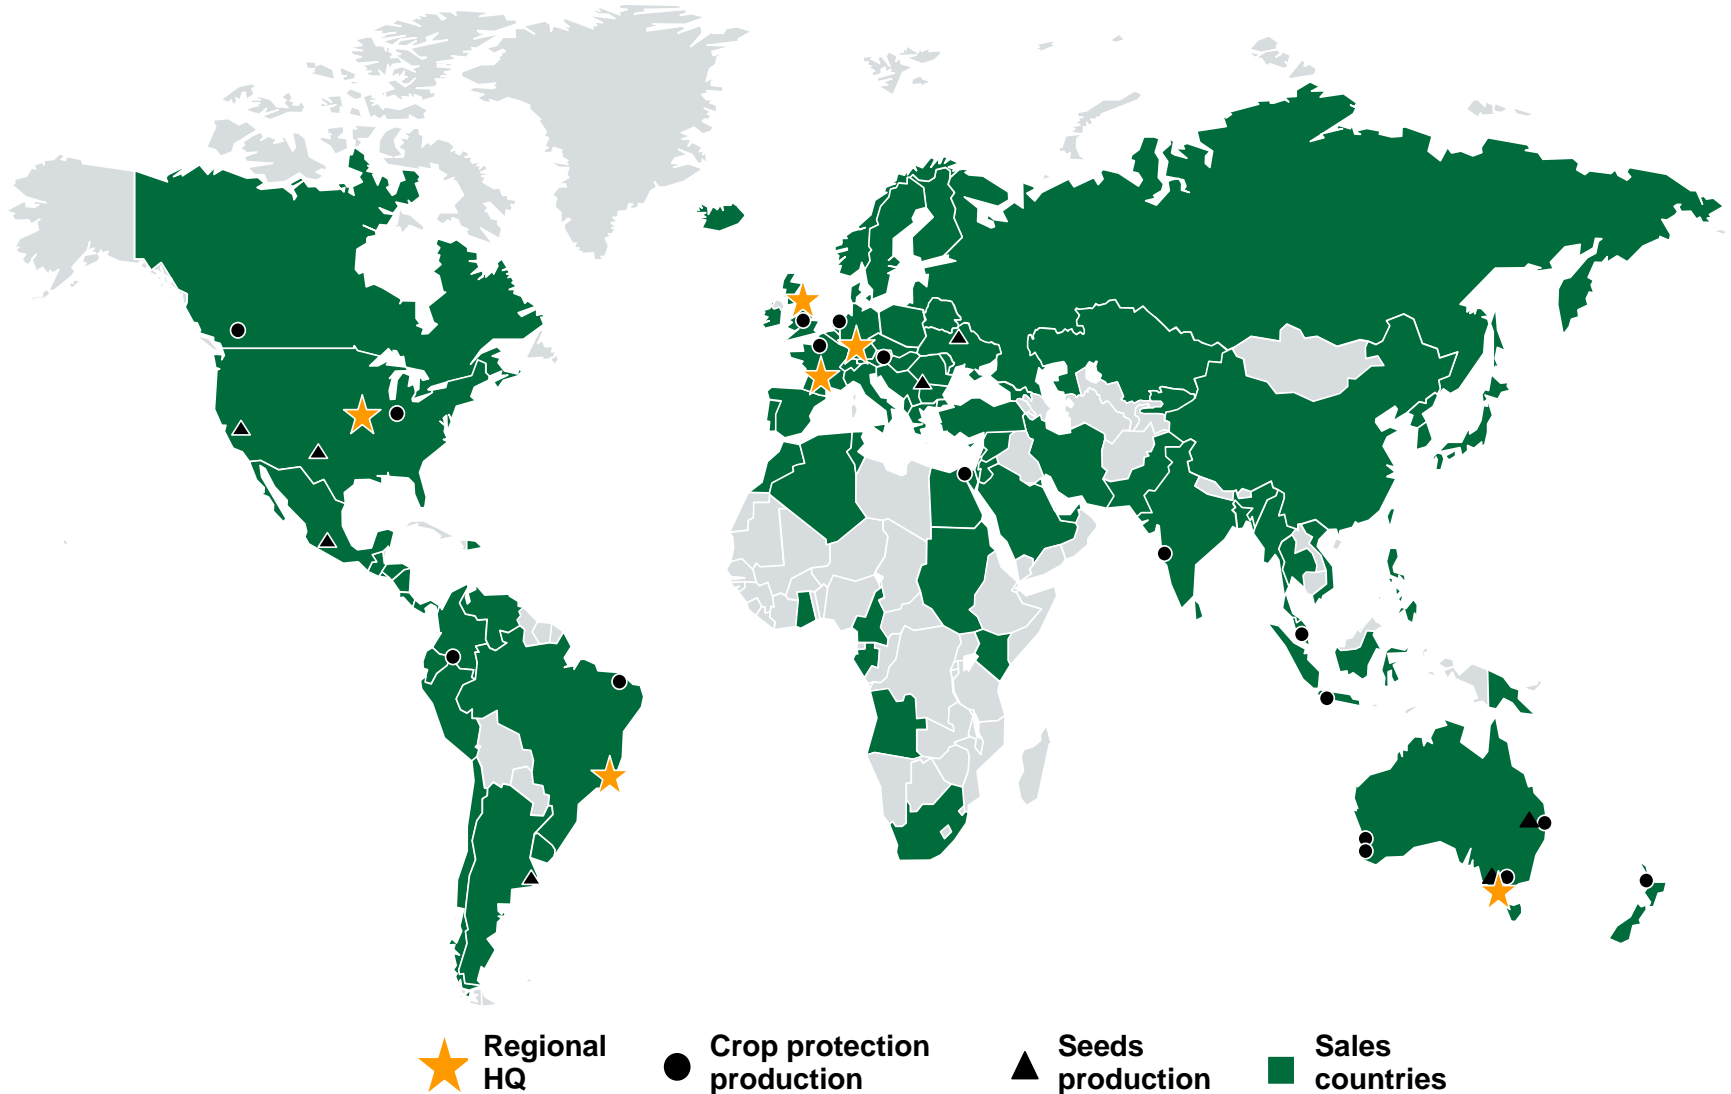 Regional
HQ
Crop protection
production
Seeds
production
Sales
countries